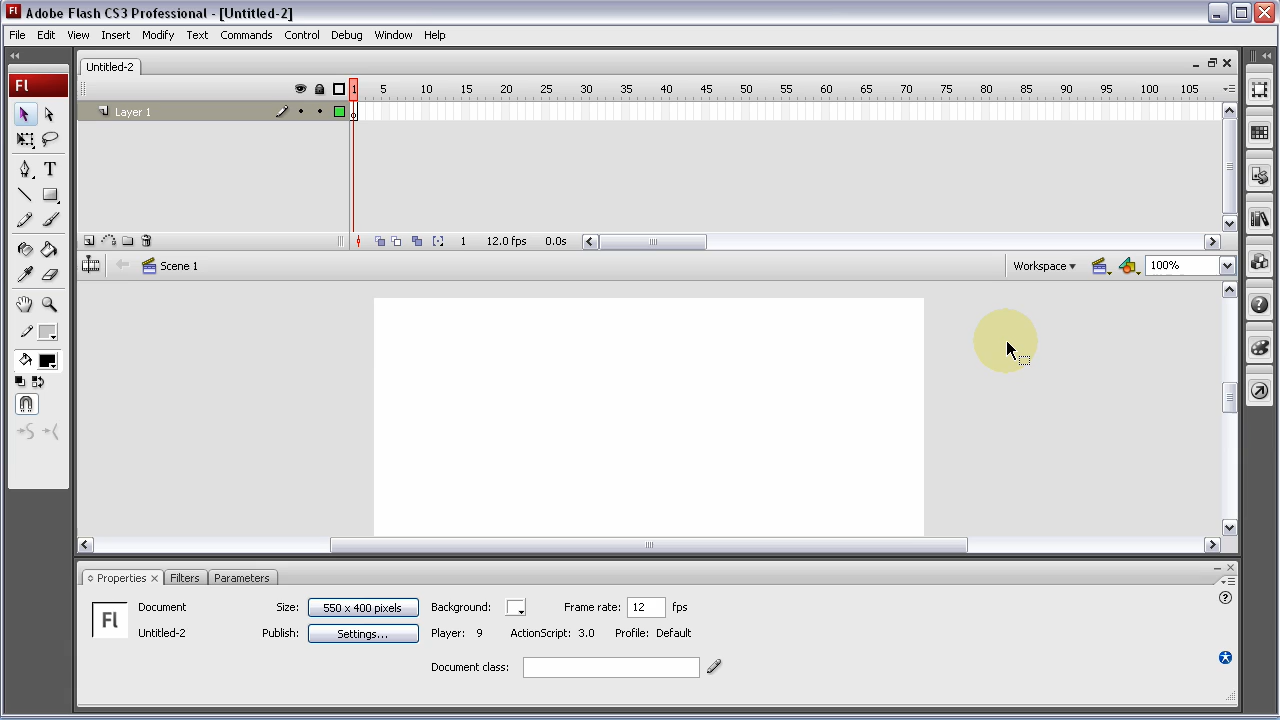 Fl Adobe Flash CS3 Professional - [Untitled-2]
File Edit View Insert Modify Text Commands Control Debug Window Help
Untitled-2
Fl
1 5 10 15 20 25 30 35 40 45 50 55 60 65 70 75 80 85 90 95 100 105
Layer 1
T
1 12.0 fps 0.0s
Scene 1 Workspace 100%
S
Properties Filters Parameters
Fl Document Size: 550 x 400 pixels Background: Frame rate: 12 fps
Untitled-2 Publish: Settings... Player: 9 ActionScript: 3.0 Profile: Default
Document class: